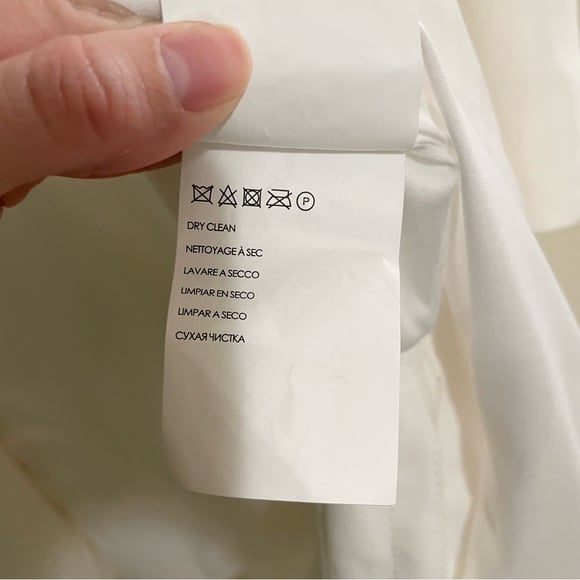 P
DRY CLEAN
NETTOYAGE À SEC
LAVARE A SECCO
LIMPIAR EN SECO
LIMPAR A SECO
СУХАЯ ЧИСТКА